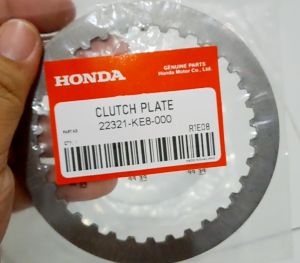 GENUINE PARTS
Honda Motor Co., Ltd.
HONDA
CLUTCH PLATE
22321-KE8-000
PART NO.
R1E08
QTY.